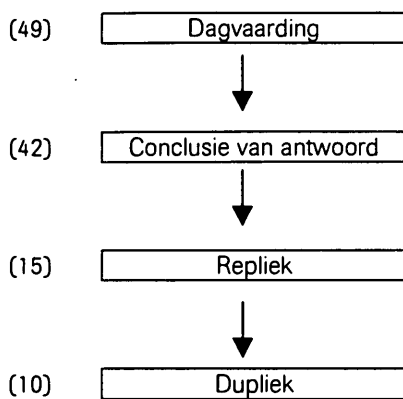 (49) Dagvaarding
(42) Conclusie van antwoord
(15) Repliek
(10) Dupliek